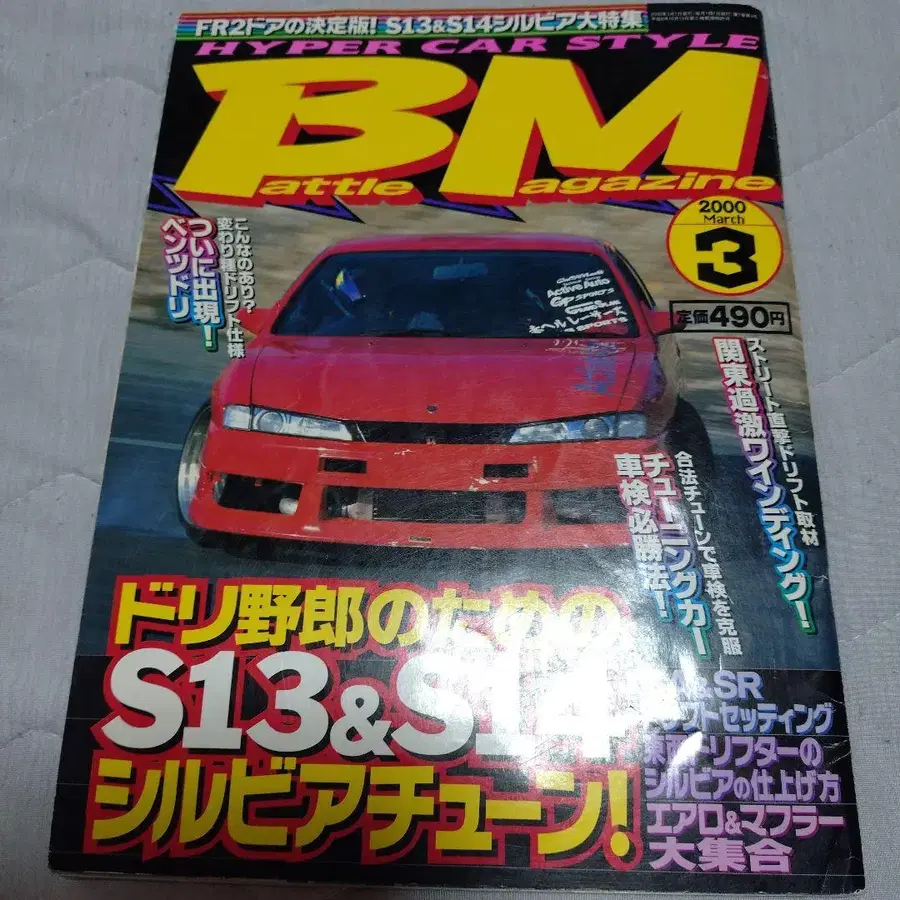 FR2ドアの決定版! S13&S14シルビア大特集
HYPER CAR STYLE
BM
Battle Magazine
2000
March
3
定価490円
こんなのあり?
変わり種ドリフト仕様
ついに出現!
ベンツドリ
Active Auto
GP SPORTS
ストリート直撃ドリフト取材
関東過激ワインディング!
合法チューンで車検を克服
チューニングカー
車検必勝法!
ドリ野郎のための
S13&S14
シルビアチューン!
&SR
セッティング
シルビアの仕上げ方
エアロ&マフラー
大集合